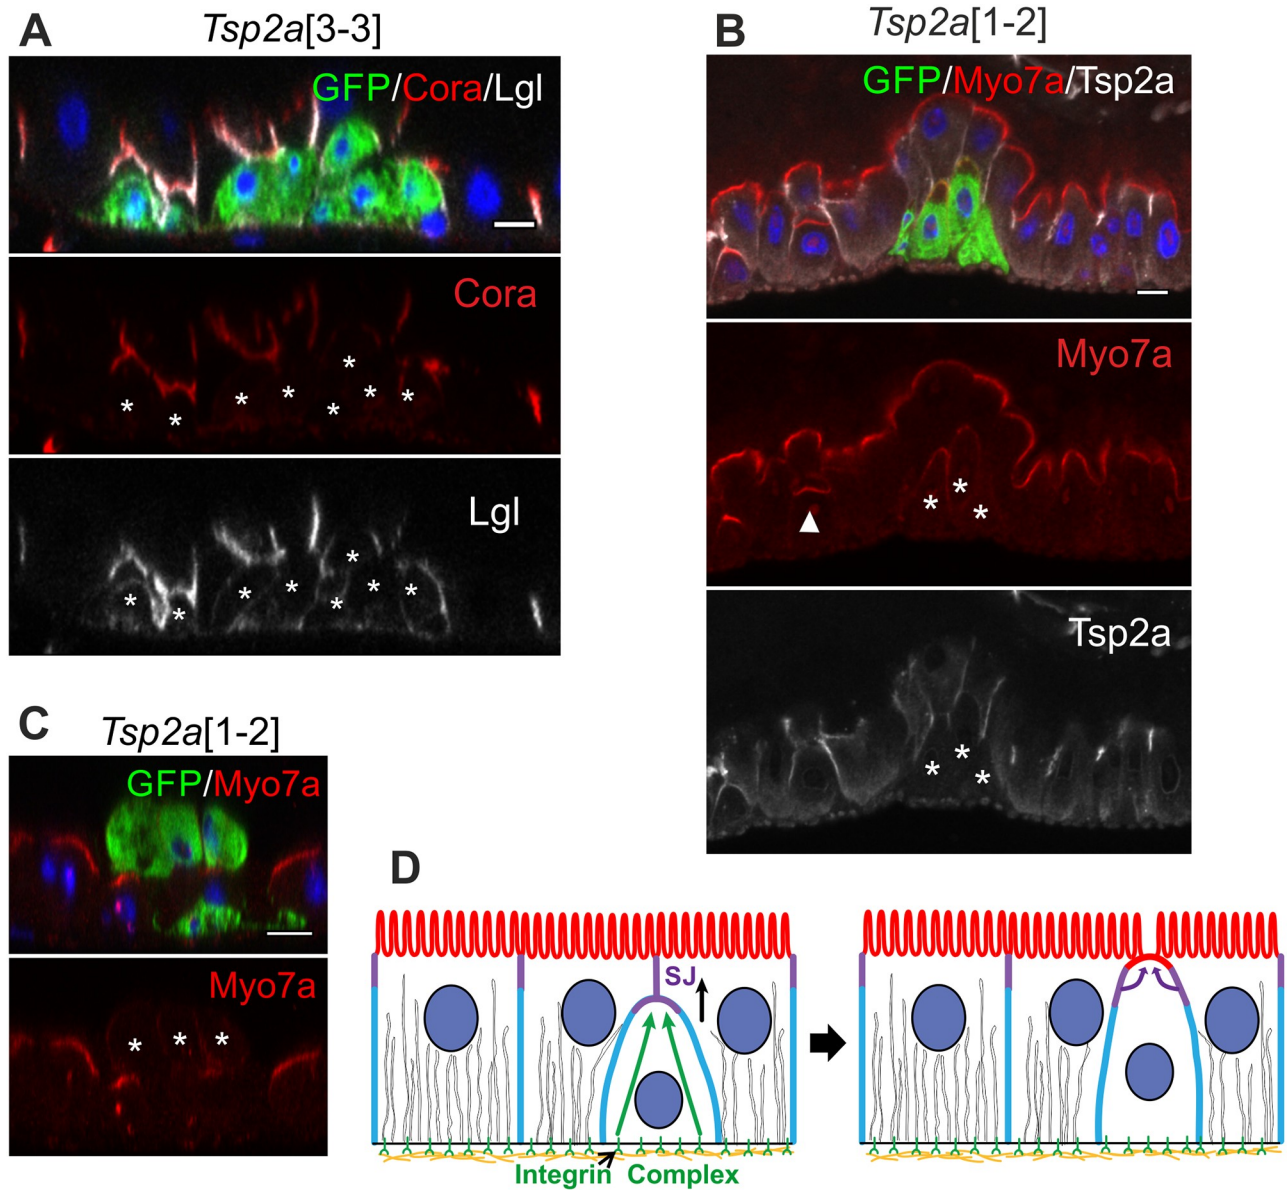 A
Tsp2a[3-3]
GFP/Cora/Lgl
Cora
* * * * * * * *
Lgl
* * * * * * * *
B
Tsp2a[1-2]
GFP/Myo7a/Tsp2a
Myo7a
* * *
Tsp2a
* * *
C
Tsp2a[1-2]
GFP/Myo7a
Myo7a
* * *
D
SJ
Integrin Complex